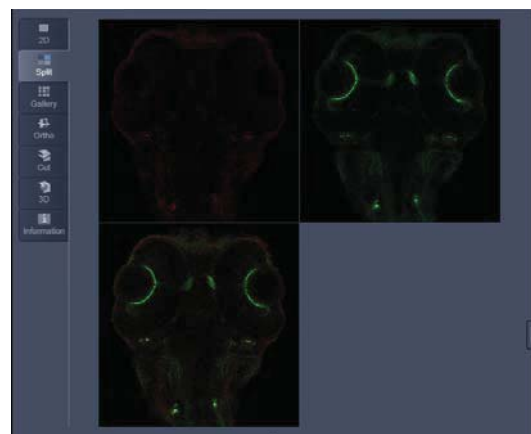 2D
Split
Gallery
Ortho
Cut
3D
Information